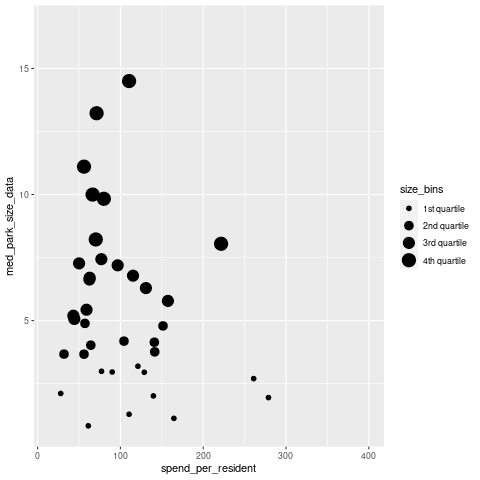 15
10
5
med_park_size_data
0
100
200
300
400
spend_per_resident
size_bins
1st quartile
2nd quartile
3rd quartile
4th quartile